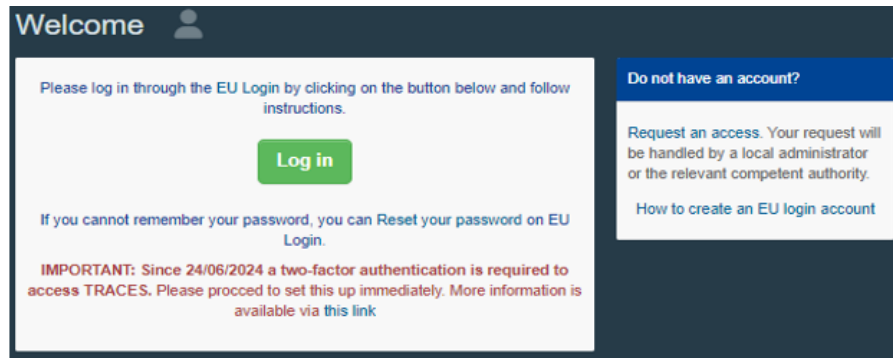 Welcome
Please log in through the EU Login by clicking on the button below and follow
instructions.
Log in
If you cannot remember your password, you can Reset your password on EU
Login.
IMPORTANT: Since 24/06/2024 a two-factor authentication is required to
access TRACES. Please procced to set this up immediately. More information is
available via this link
Do not have an account?
Request an access. Your request will
be handled by a local administrator
or the relevant competent authority.
How to create an EU login account